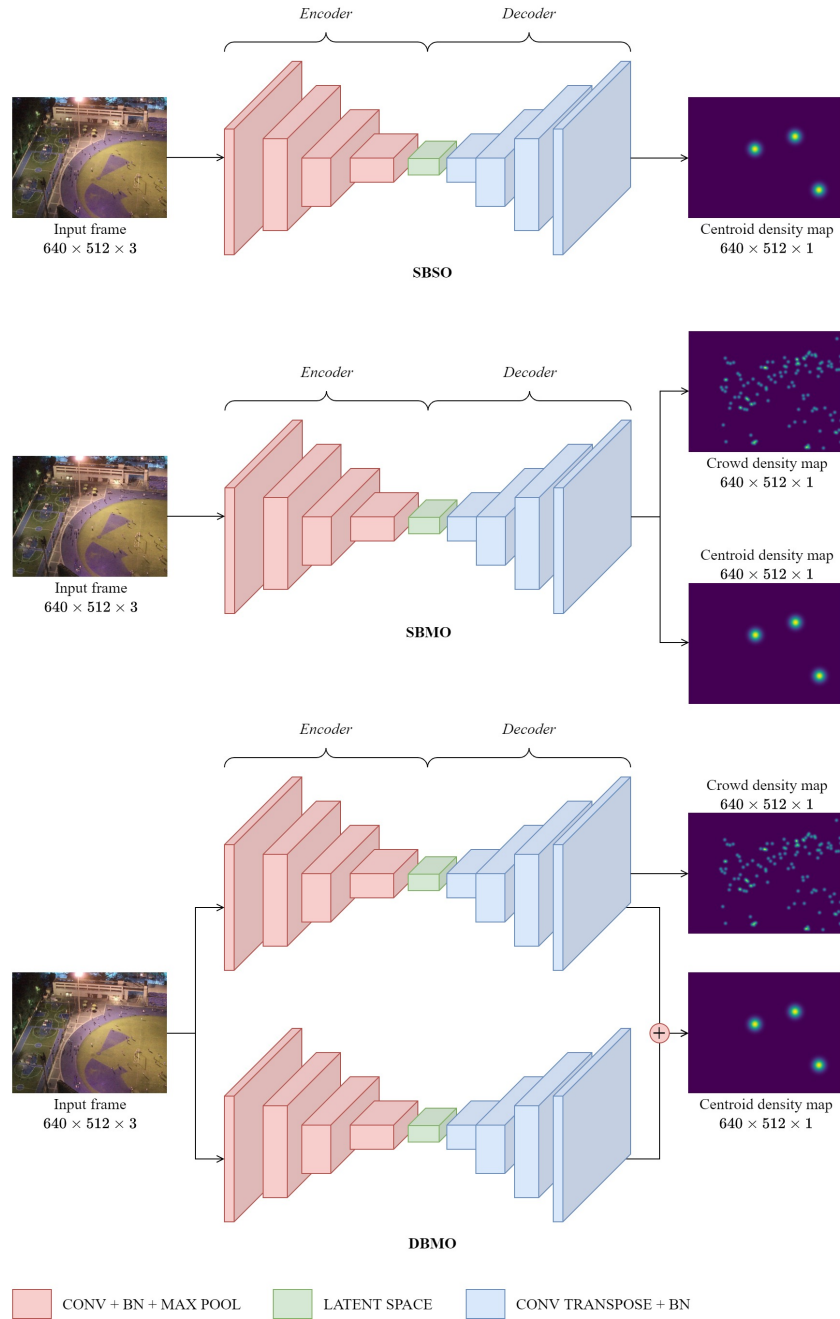 Encoder
Decoder
Input frame
640 × 512 × 3
Centroid density map
640 × 512 × 1
SBSO
Encoder
Decoder
Input frame
640 × 512 × 3
Crowd density map
640 × 512 × 1
Centroid density map
640 × 512 × 1
SBMO
Encoder
Decoder
Crowd density map
640 × 512 × 1
+
Input frame
640 × 512 × 3
Centroid density map
640 × 512 × 1
DBMO
CONV + BN + MAX POOL
LATENT SPACE
CONV TRANSPOSE + BN